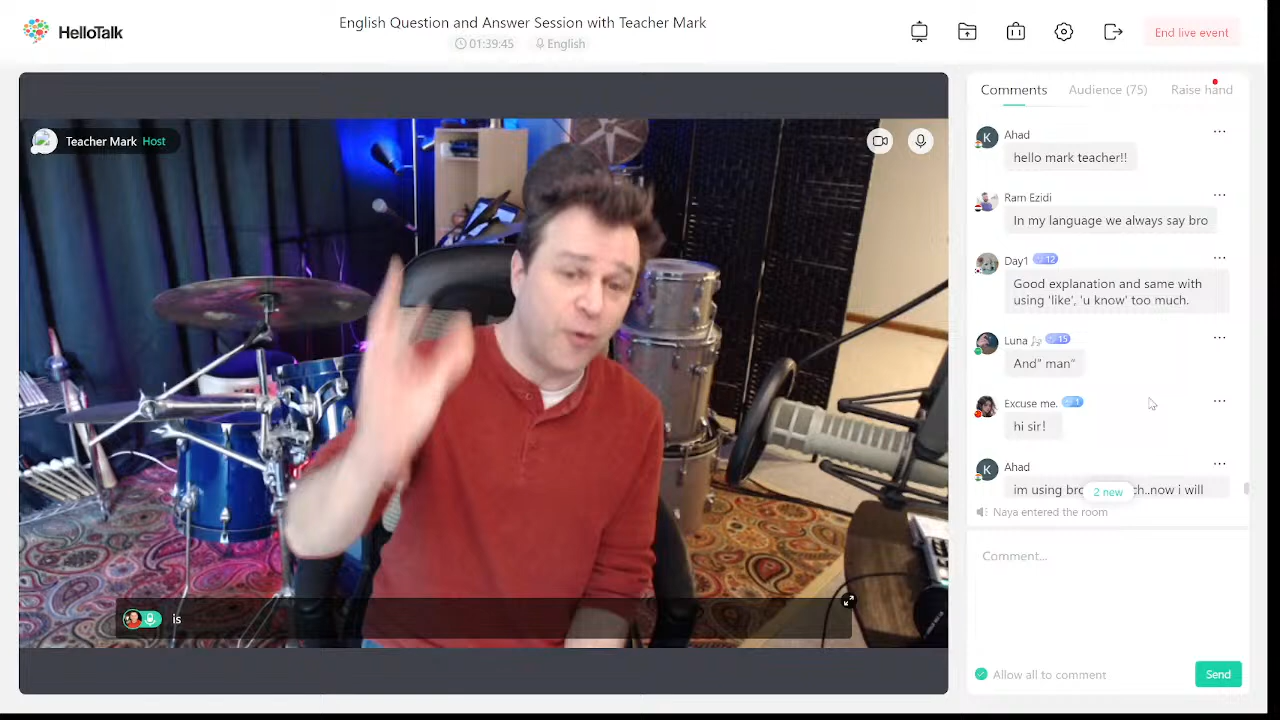 HelloTalk
English Question and Answer Session with Teacher Mark
01:39:45 English
End live event
Teacher Mark Host
is
Comments Audience (75) Raise hand
K Ahad
hello mark teacher!!
Ram Ezidi
In my language we always say bro
Day1 12
Good explanation and same with
using 'like', 'u know' too much.
Luna 15
And" man"
Excuse me. 1
hi sir!
K Ahad
im using bro ch..now i will
2 new
Naya entered the room
Comment...
Allow all to comment
Send